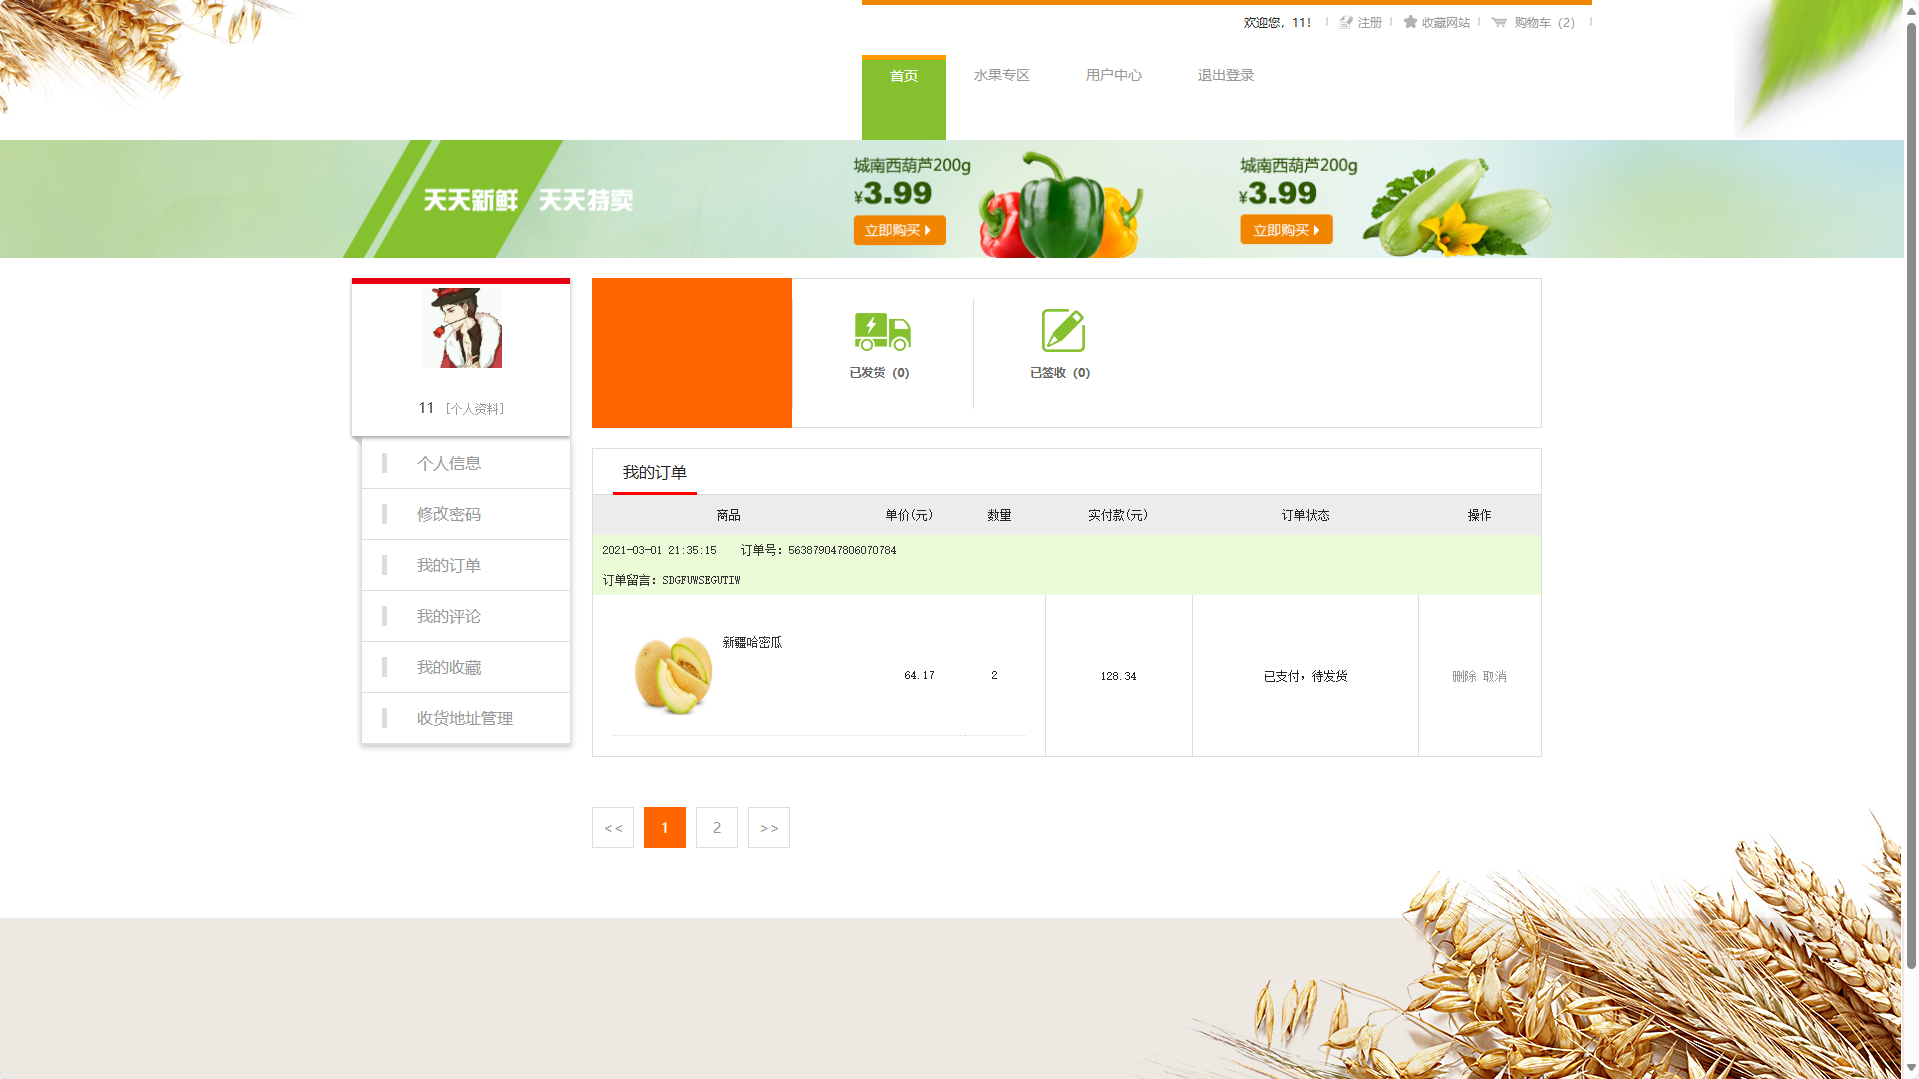 欢迎您，11！ 注册 收藏网站 购物车（2）
首页 水果专区 用户中心 退出登录
天天新鲜 天天特卖
城南西葫芦200g
¥3.99
立即购买
城南西葫芦200g
¥3.99
立即购买
11 [个人资料]
个人信息
修改密码
我的订单
我的评论
我的收藏
收货地址管理
已发货（0） 已签收（0）
我的订单
商品 单价(元) 数量 实付款(元) 订单状态 操作
2021-03-01 21:35:15 订单号：563879047806070784
订单留言：SDGFUWSEGUTIW
新疆哈密瓜
64.17 2 128.34 已支付，待发货 删除 取消
<< 1 2 >>